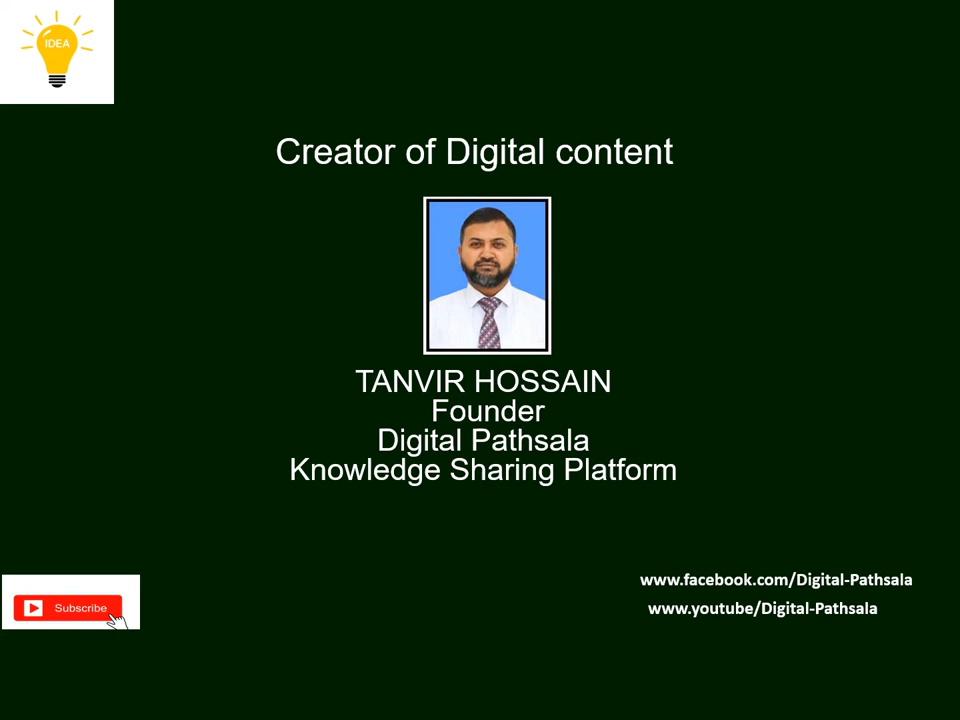 IDEA
Creator of Digital content
TANVIR HOSSAIN
Founder
Digital Pathsala
Knowledge Sharing Platform
www.facebook.com/Digital-Pathsala
www.youtube/Digital-Pathsala
Subscribe